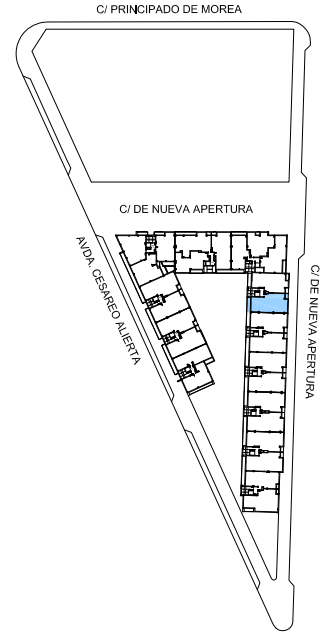 C/ PRINCIPADO DE MOREA
C/ DE NUEVA APERTURA
AVDA. CESAREO ALIERTA
C/ DE NUEVA APERTURA